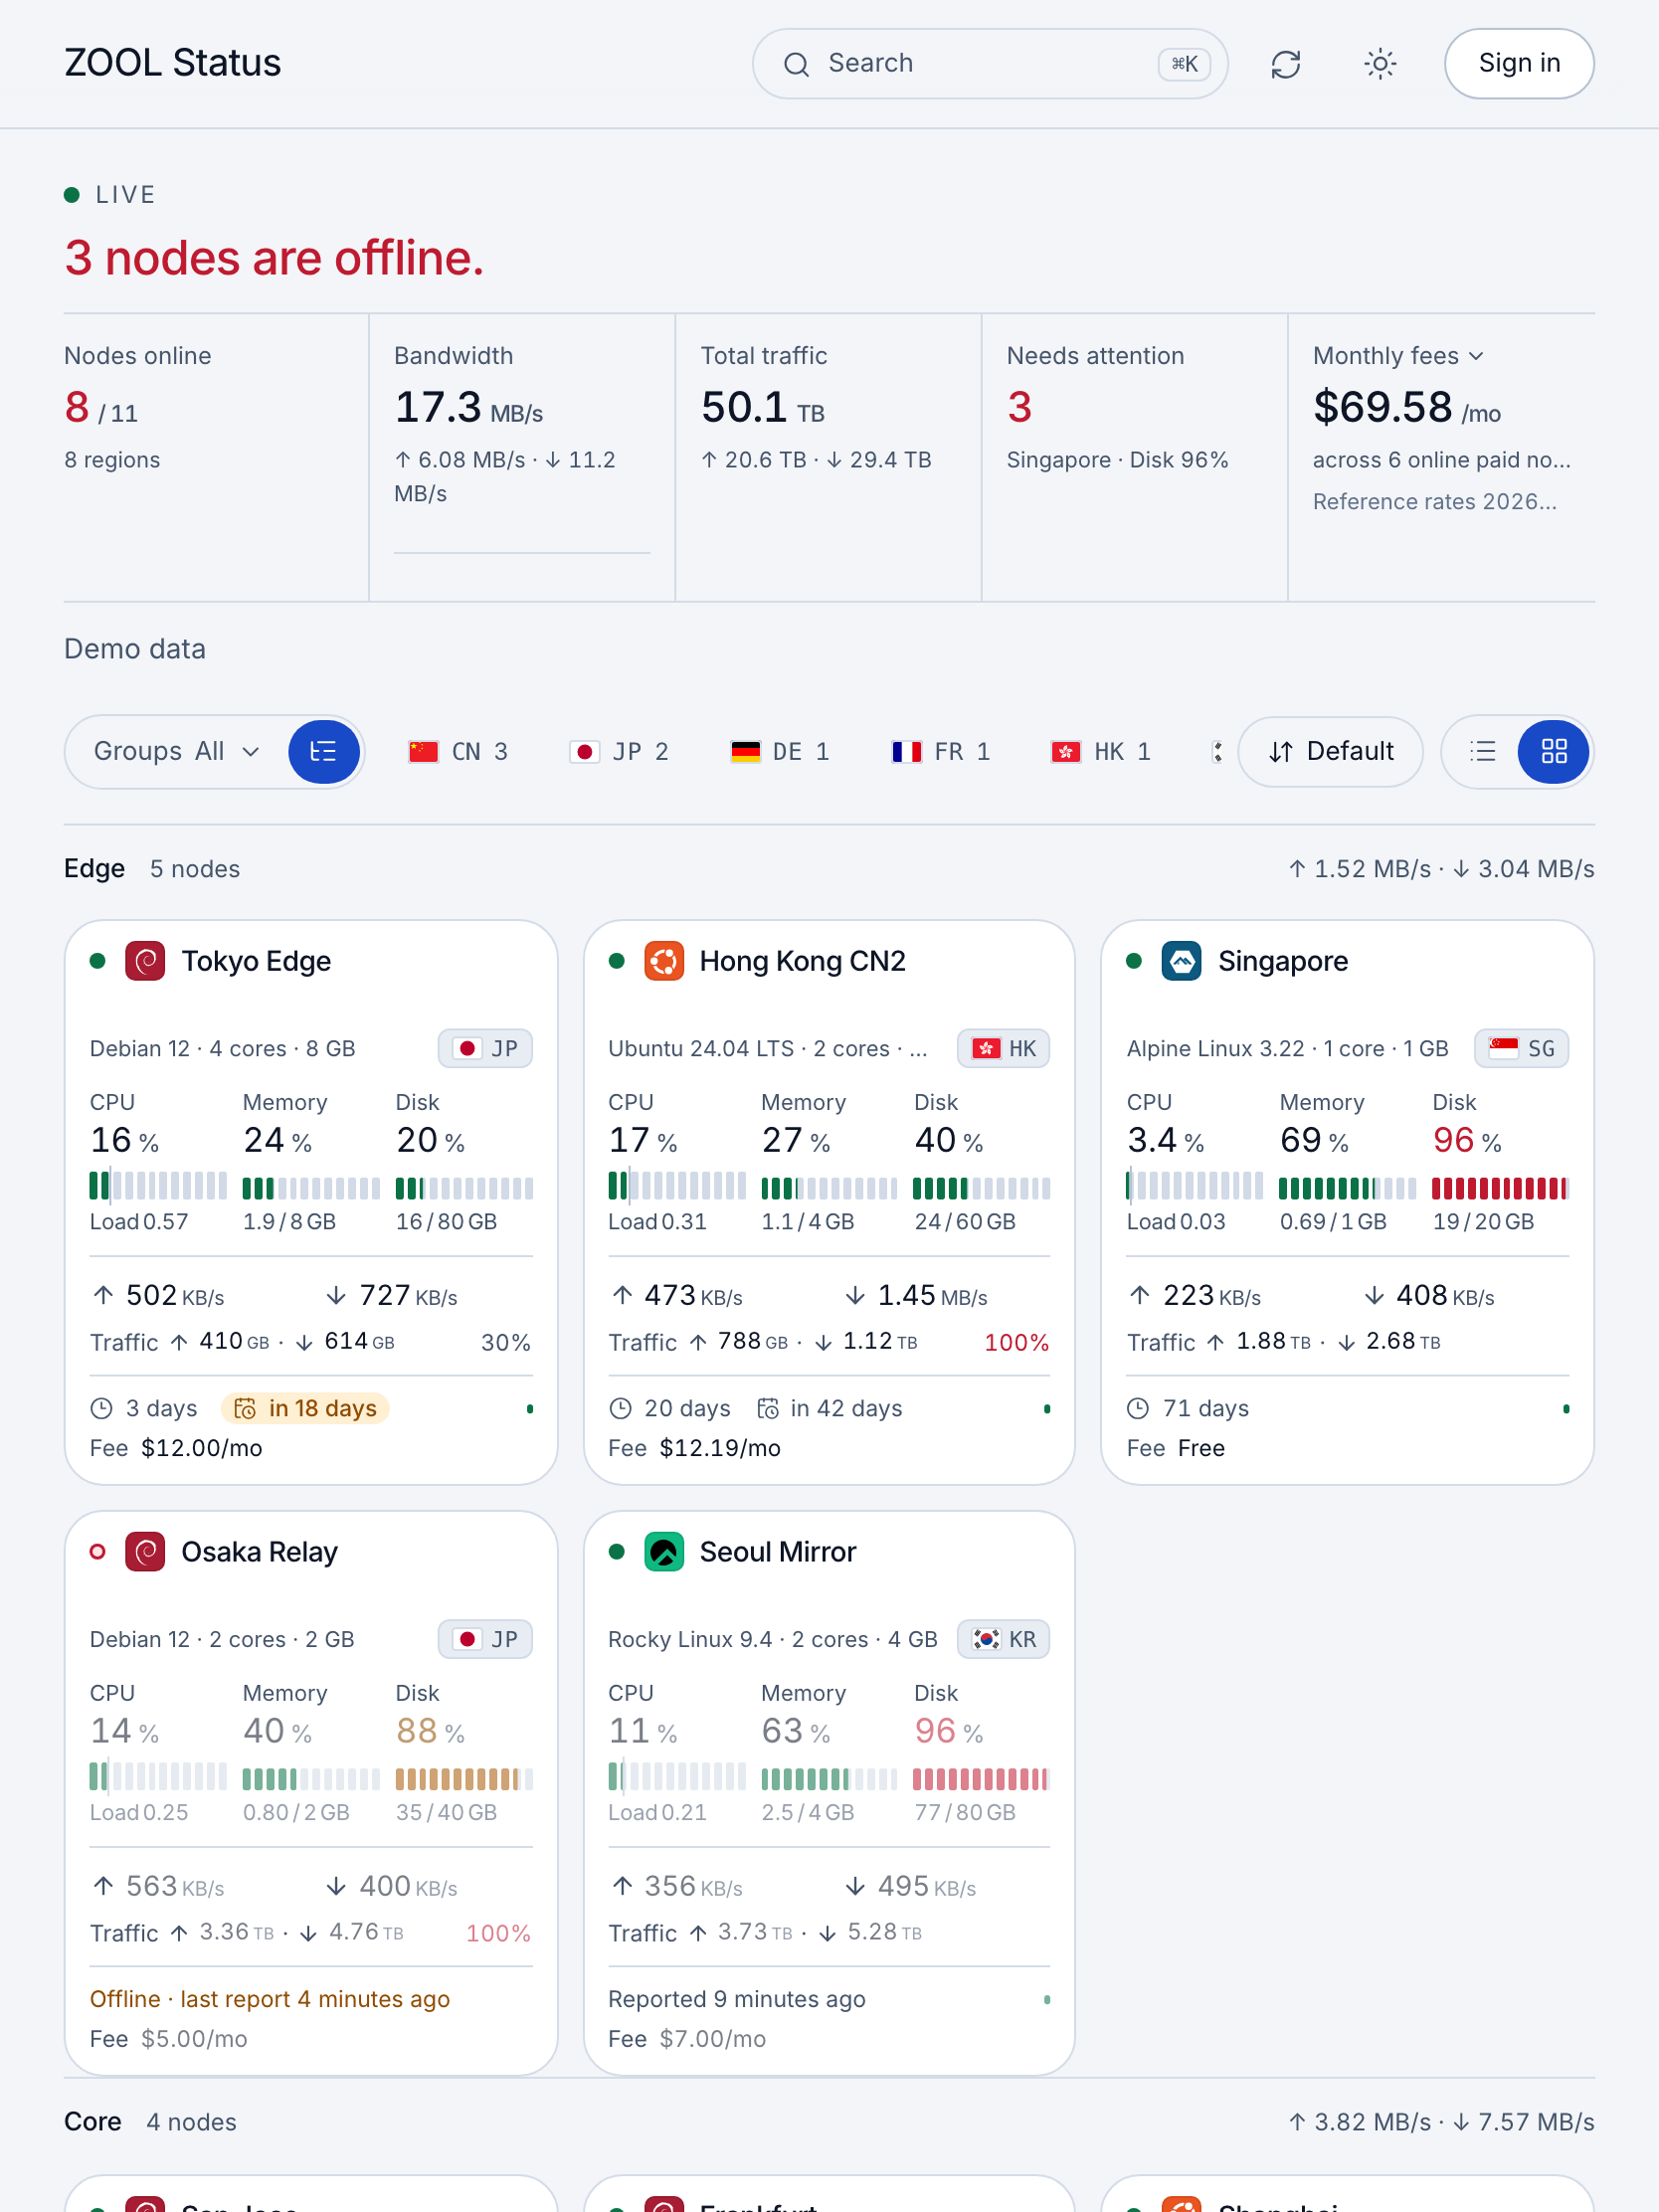 ZOOL Status
Search
⌘K
Sign in
LIVE
3 nodes are offline.
Nodes online
8 / 11
8 regions
Bandwidth
17.3 MB/s
↑ 6.08 MB/s · ↓ 11.2
MB/s
Total traffic
50.1 TB
↑ 20.6 TB · ↓ 29.4 TB
Needs attention
3
Singapore · Disk 96%
Monthly fees
$69.58 /mo
across 6 online paid no...
Reference rates 2026...
Demo data
Groups All
CN 3
JP 2
DE 1
FR 1
HK 1
Default
Edge 5 nodes
↑ 1.52 MB/s · ↓ 3.04 MB/s
Tokyo Edge
Debian 12 · 4 cores · 8 GB
JP
CPU Memory Disk
16 % 24 % 20 %
Load 0.57 1.9 / 8 GB 16 / 80 GB
↑ 502 KB/s ↓ 727 KB/s
Traffic ↑ 410 GB · ↓ 614 GB 30%
3 days in 18 days
Fee $12.00/mo
Hong Kong CN2
Ubuntu 24.04 LTS · 2 cores · ...
HK
CPU Memory Disk
17 % 27 % 40 %
Load 0.31 1.1 / 4 GB 24 / 60 GB
↑ 473 KB/s ↓ 1.45 MB/s
Traffic ↑ 788 GB · ↓ 1.12 TB 100%
20 days in 42 days
Fee $12.19/mo
Singapore
Alpine Linux 3.22 · 1 core · 1 GB
SG
CPU Memory Disk
3.4 % 69 % 96 %
Load 0.03 0.69 / 1 GB 19 / 20 GB
↑ 223 KB/s ↓ 408 KB/s
Traffic ↑ 1.88 TB · ↓ 2.68 TB
71 days
Fee Free
Osaka Relay
Debian 12 · 2 cores · 2 GB
JP
CPU Memory Disk
14 % 40 % 88 %
Load 0.25 0.80 / 2 GB 35 / 40 GB
↑ 563 KB/s ↓ 400 KB/s
Traffic ↑ 3.36 TB · ↓ 4.76 TB 100%
Offline · last report 4 minutes ago
Fee $5.00/mo
Seoul Mirror
Rocky Linux 9.4 · 2 cores · 4 GB
KR
CPU Memory Disk
11 % 63 % 96 %
Load 0.21 2.5 / 4 GB 77 / 80 GB
↑ 356 KB/s ↓ 495 KB/s
Traffic ↑ 3.73 TB · ↓ 5.28 TB
Reported 9 minutes ago
Fee $7.00/mo
Core 4 nodes
↑ 3.82 MB/s · ↓ 7.57 MB/s